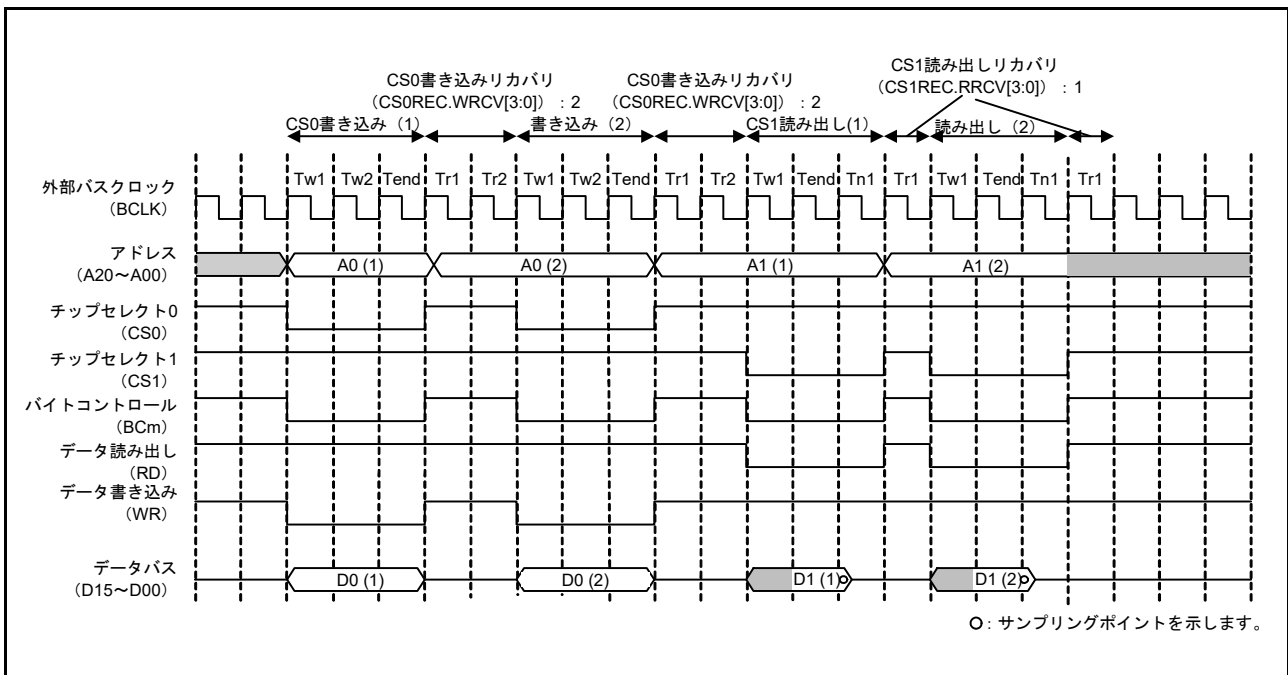 CS1読み出しリカバリ
CS0書き込みリカバリ CS0書き込みリカバリ （CS1REC.RRCV[3:0]）：1
（CS0REC.WRCV[3:0]）：2 （CS0REC.WRCV[3:0]）：2
CS0書き込み（1） 書き込み（2） CS1読み出し(1) 読み出し（2）
Tw1 Tw2 Tend Tr1 Tr2 Tw1 Tw2 Tend Tr1 Tr2 Tw1 Tend Tn1 Tr1 Tw1 Tend Tn1 Tr1
外部バスクロック
（BCLK）
アドレス
（A20～A00）
A0 (1) A0 (2) A1 (1) A1 (2)
チップセレクト0
（CS0）
チップセレクト1
（CS1）
バイトコントロール
（BCm）
データ読み出し
（RD）
データ書き込み
（WR）
データバス
（D15～D00）
D0 (1) D0 (2) D1 (1) D1 (2)
O：サンプリングポイントを示します。